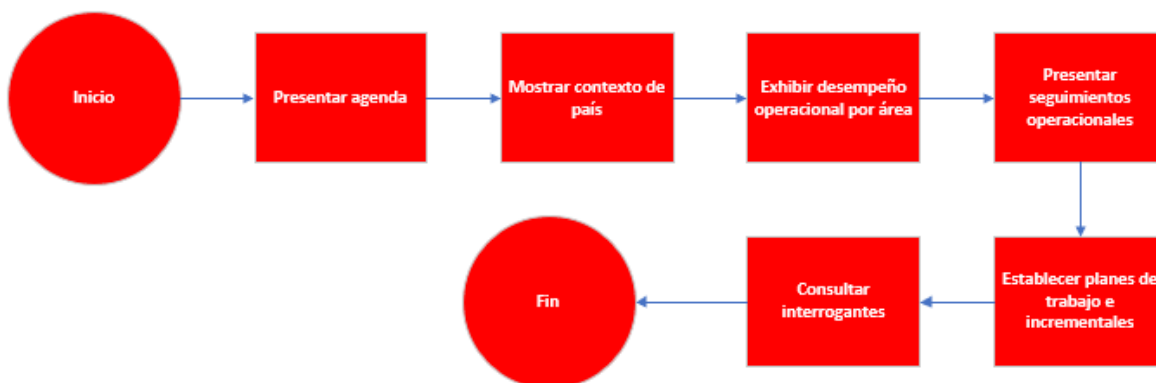 Inicio
Presentar agenda
Mostrar contexto de
país
Exhibir desempeño
operacional por área
Presentar
seguimientos
operacionales
Establecer planes de
trabajo e
incrementales
Consultar
interrogantes
Fin